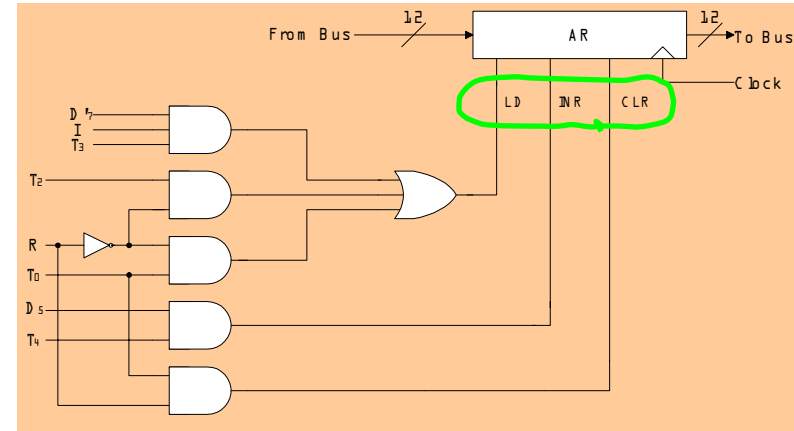 12
12
From Bus
AR
To Bus
Clock
LD INR CLR
D'7
I
T3
T2
R
T0
D5
T4